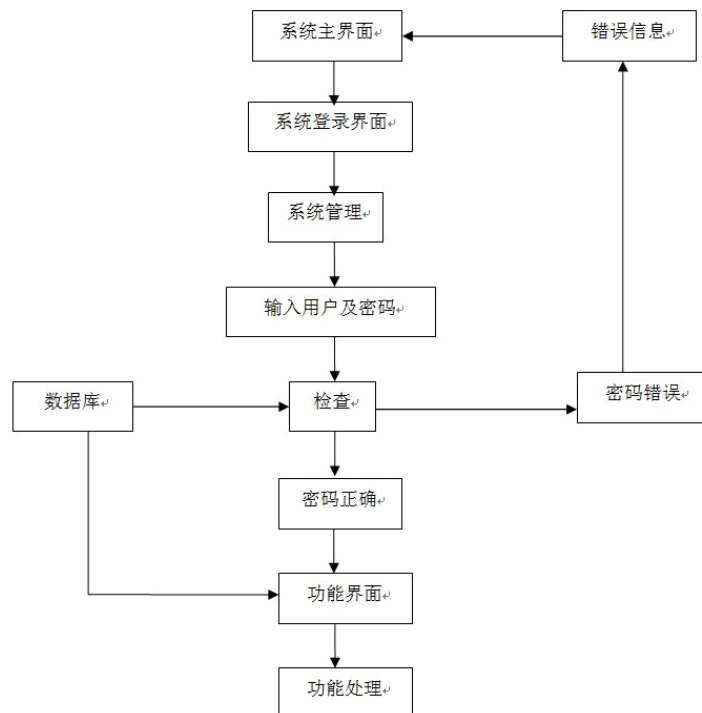 系统主界面
错误信息
系统登录界面
系统管理
输入用户及密码
数据库
检查
密码错误
密码正确
功能界面
功能处理